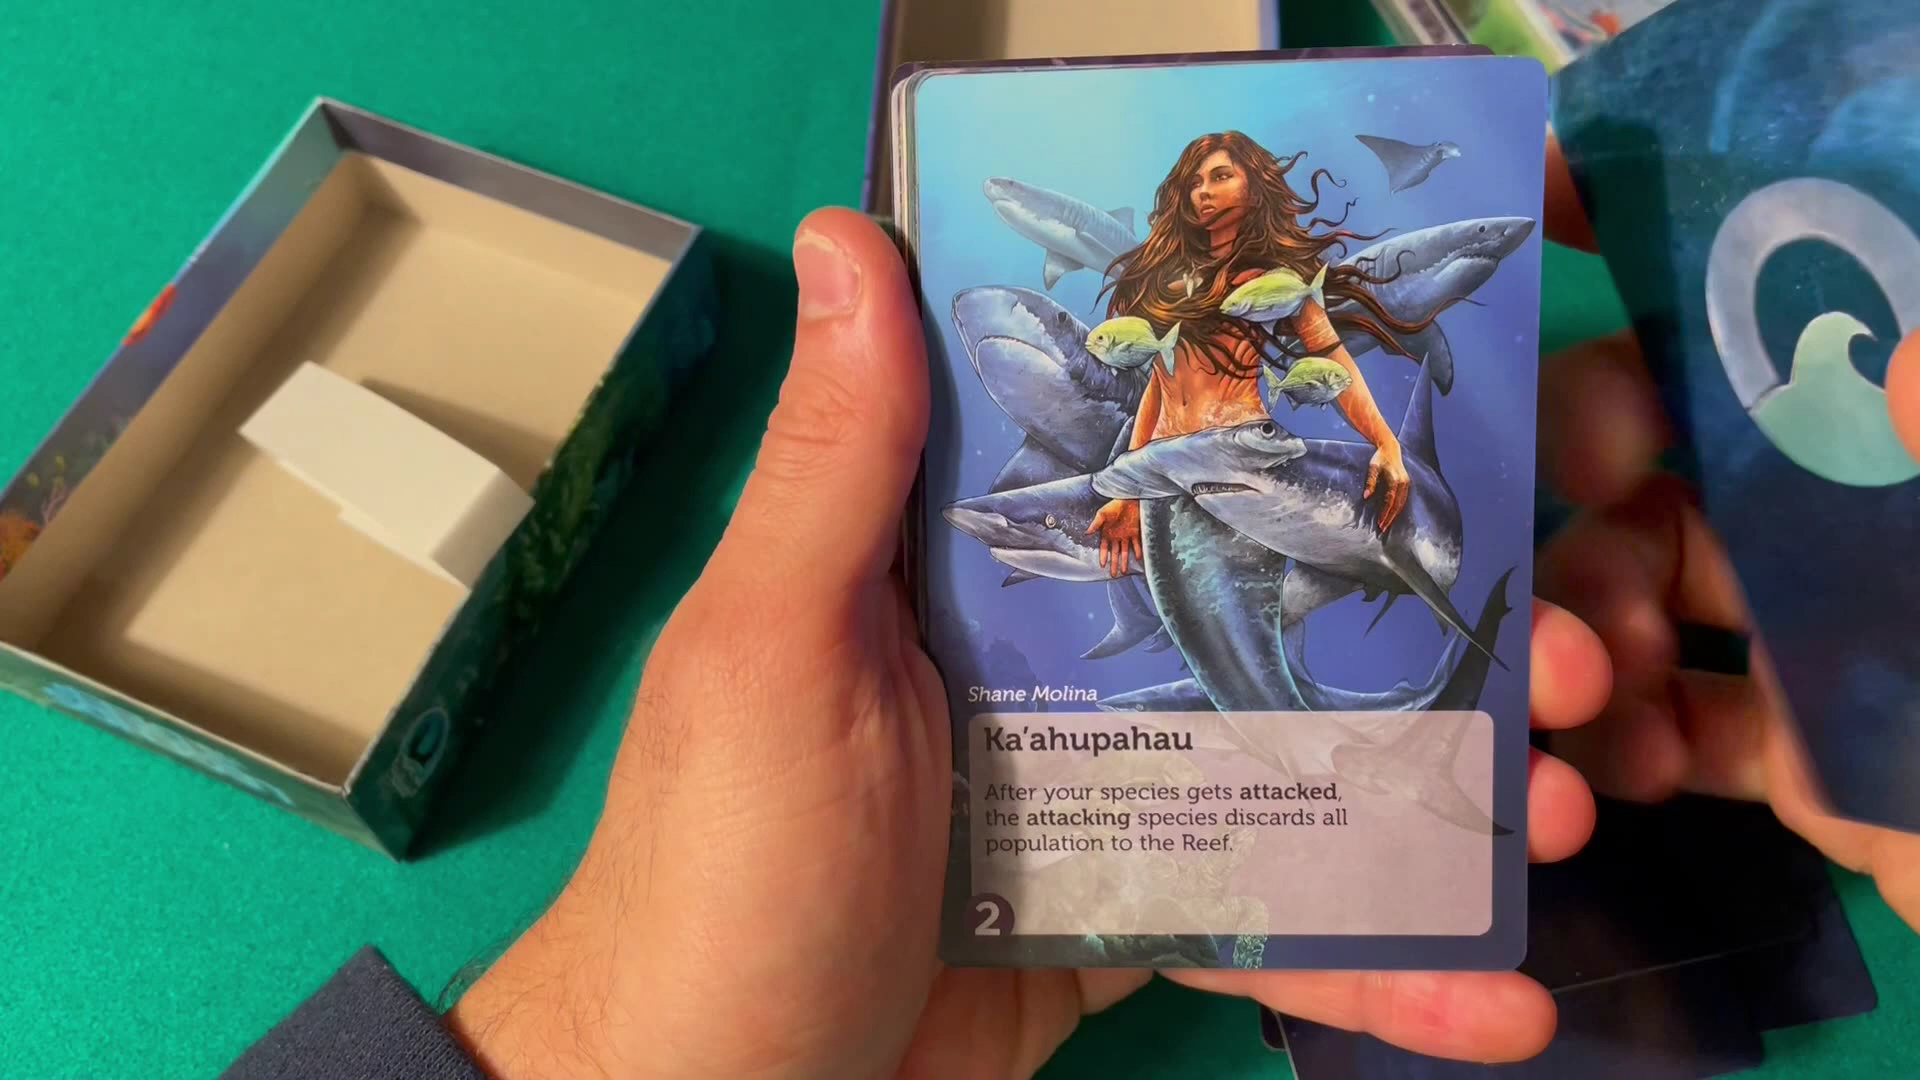 Shane Molina
Ka'ahupahau
After your species gets attacked,
the attacking species discards all
population to the Reef.
2